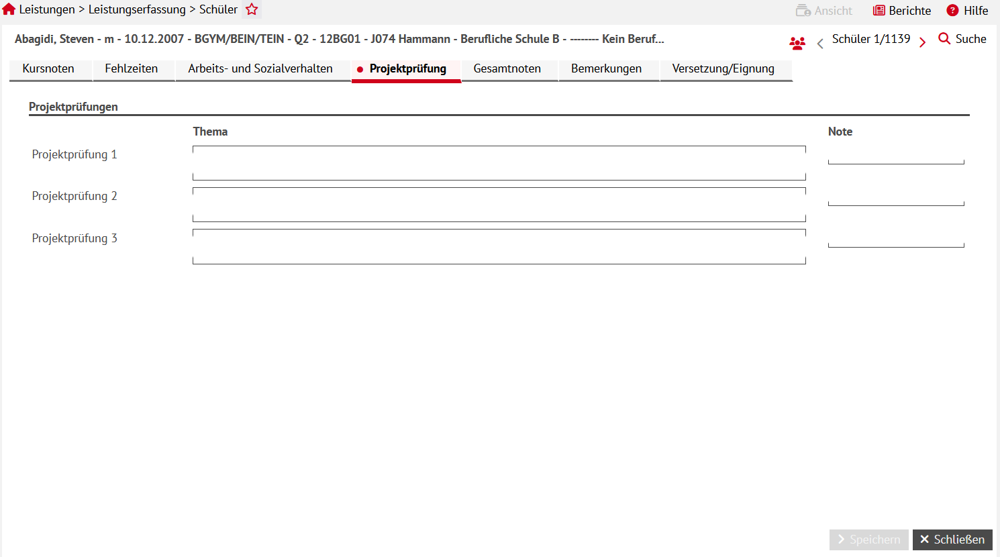 Leistungen > Leistungserfassung > Schüler
Ansicht
Berichte
Hilfe
Abagidi, Steven - m - 10.12.2007 - BGYM/BEIN/TEIN - Q2 - 12BG01 - J074 Hammann - Berufliche Schule B - -------- Kein Beruf...
Schüler 1/1139
Suche
Kursnoten
Fehlzeiten
Arbeits- und Sozialverhalten
Projektprüfung
Gesamtnoten
Bemerkungen
Versetzung/Eignung
Projektprüfungen
Thema
Note
Projektprüfung 1
Projektprüfung 2
Projektprüfung 3
Speichern
Schließen